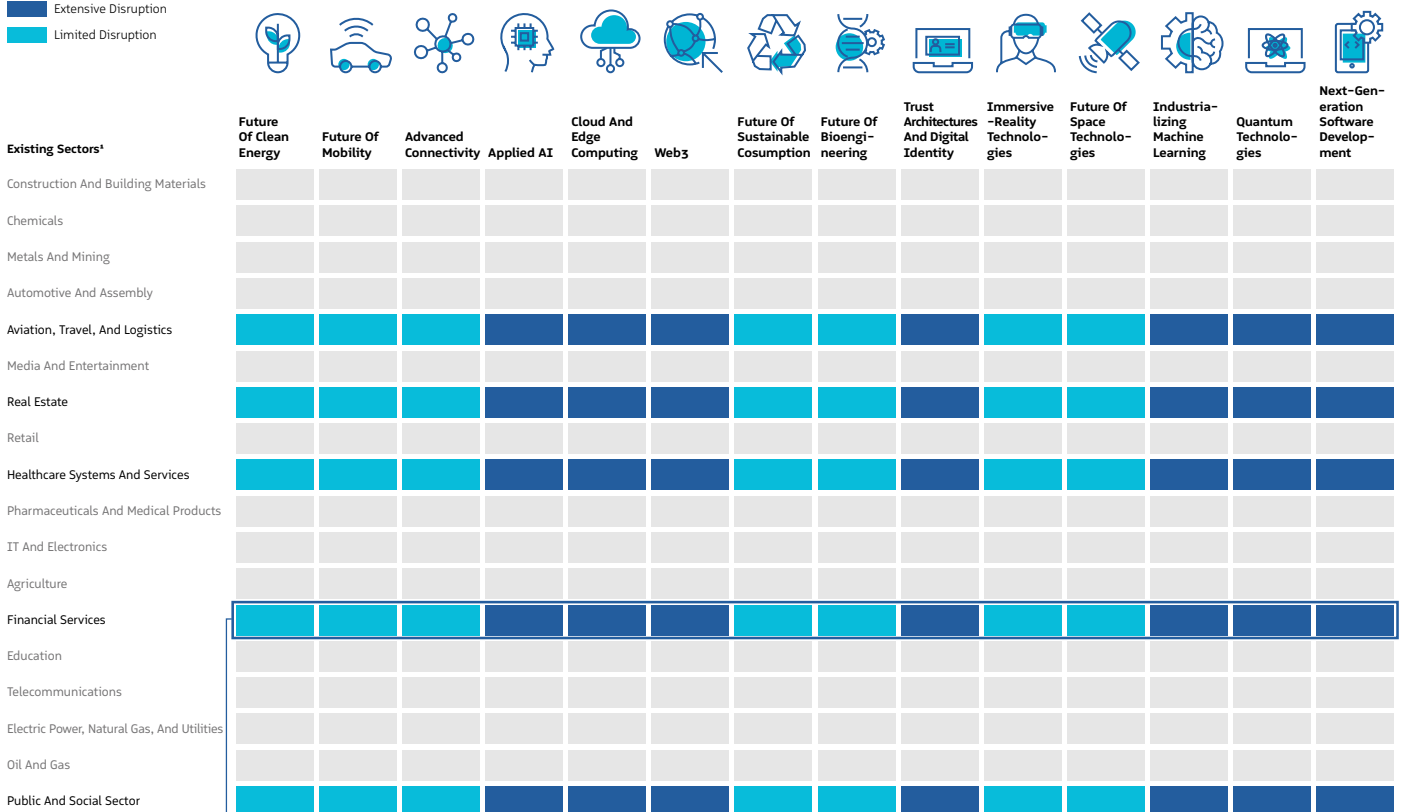 Extensive Disruption
Limited Disruption
Existing Sectors¹
Future
Of Clean
Energy
Future Of
Mobility
Advanced
Connectivity
Applied AI
Cloud And
Edge
Computing
Web3
Future Of
Sustainable
Cosumption
Future Of
Bioengi-
neering
Trust
Architectures
And Digital
Identity
Immersive
-Reality
Technolo-
gies
Future Of
Space
Technolo-
gies
Industria-
lizing
Machine
Learning
Quantum
Technolo-
gies
Next-Gen-
eration
Software
Develop-
ment
Construction And Building Materials
Chemicals
Metals And Mining
Automotive And Assembly
Aviation, Travel, And Logistics
Media And Entertainment
Real Estate
Retail
Healthcare Systems And Services
Pharmaceuticals And Medical Products
IT And Electronics
Agriculture
Financial Services
Education
Telecommunications
Electric Power, Natural Gas, And Utilities
Oil And Gas
Public And Social Sector